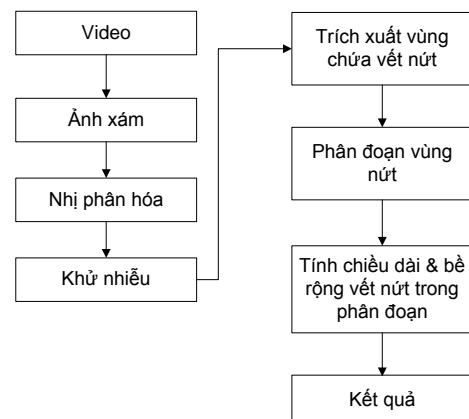 Video
Ảnh xám
Nhị phân hóa
Khử nhiễu
Trích xuất vùng
chứa vết nứt
Phân đoạn vùng
nứt
Tính chiều dài & bề
rộng vết nứt trong
phân đoạn
Kết quả